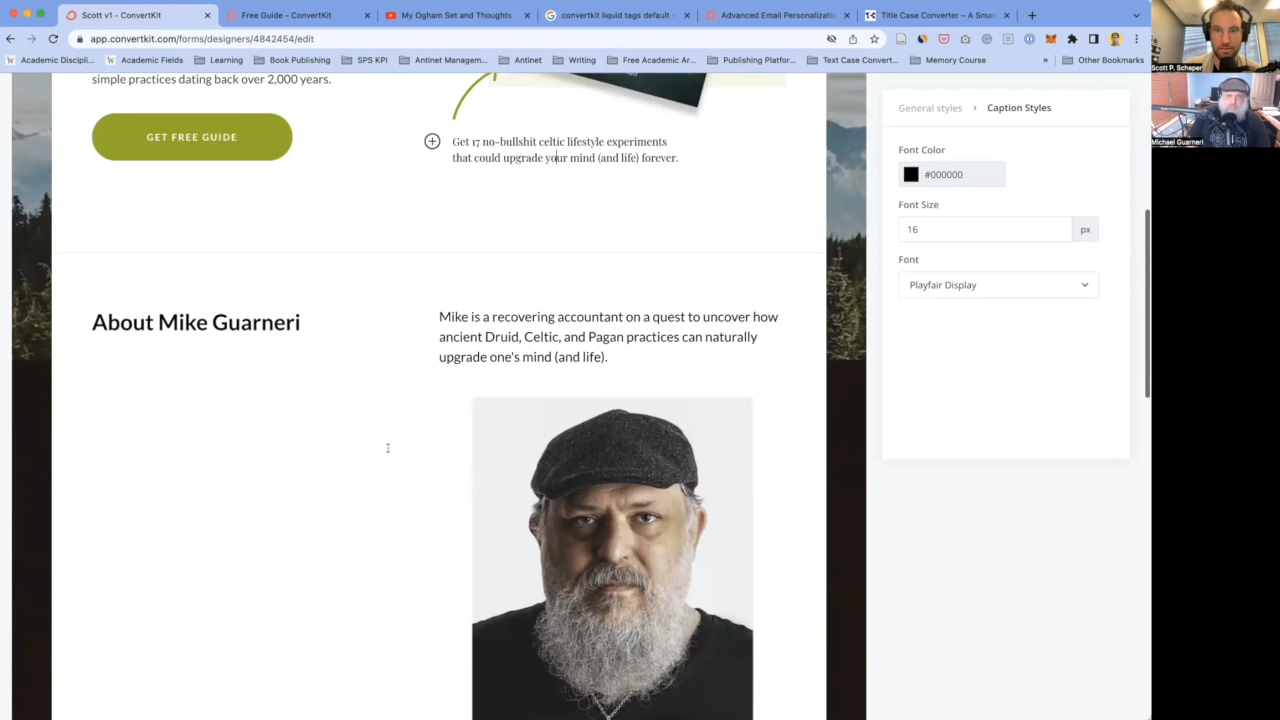 Scott v1 - ConvertKit
Free Guide - ConvertKit
My Ogham Set and Thoughts
convertkit liquid tags default -
Advanced Email Personalizatio
Title Case Converter – A Smar
app.convertkit.com/forms/designers/4842454/edit
Academic Discipli...
Academic Fields
Book Publishing
SPS KPI
Antinet Managem...
Antinet
Writing
Free Academic Ar...
Publishing Platfor...
Text Case Convert...
Memory Course
»
Other Bookmarks
Scott P. Scheper
Michael Guarneri
simple practices dating back over 2,000 years.
GET FREE GUIDE
Get 17 no-bullshit celtic lifestyle experiments
that could upgrade your mind (and life) forever.
About Mike Guarneri
Mike is a recovering accountant on a quest to uncover how
ancient Druid, Celtic, and Pagan practices can naturally
upgrade one's mind (and life).
General styles › Caption Styles
Font Color
#000000
Font Size
16 px
Font
Playfair Display